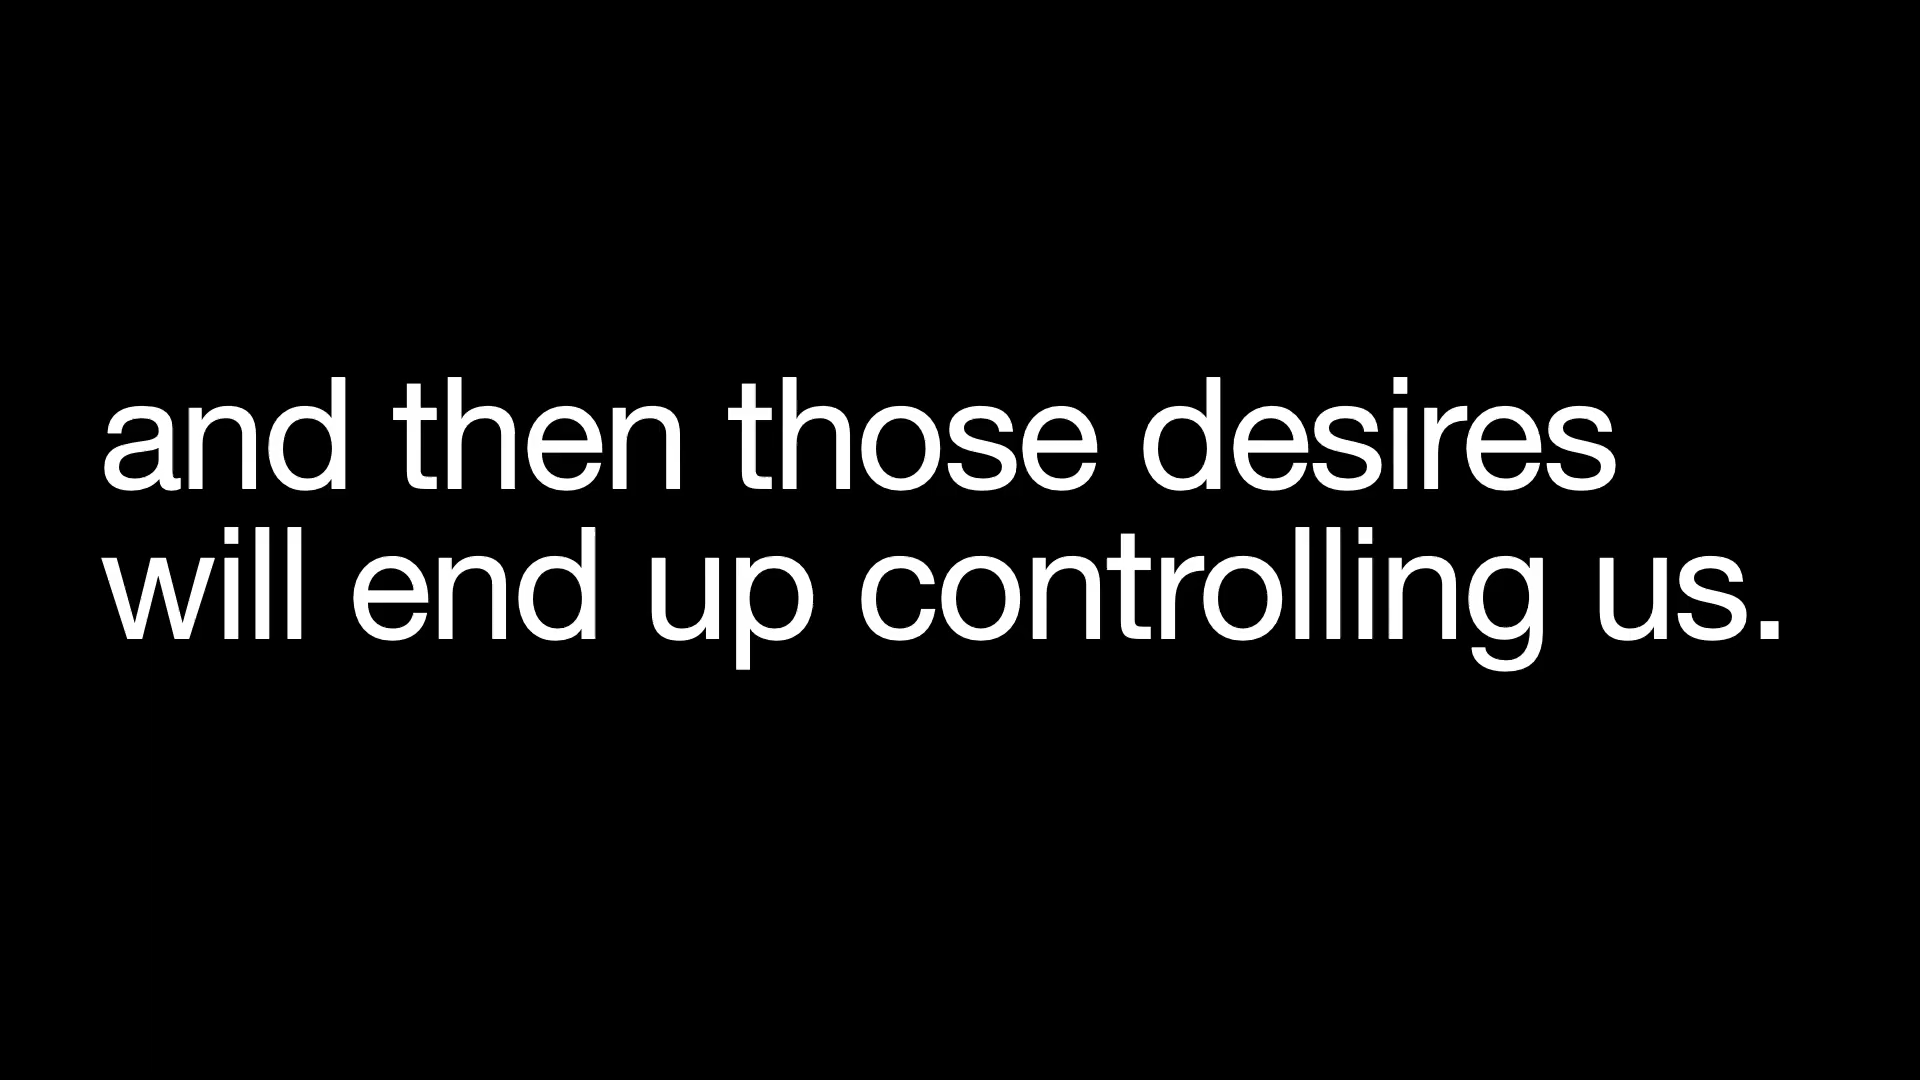 and then those desires
will end up controlling us.